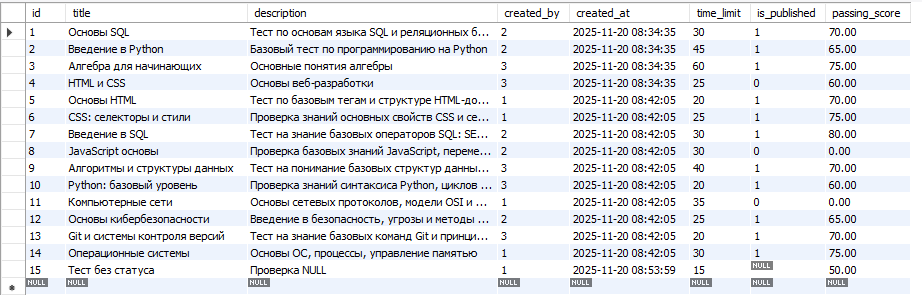 id title description created_by created_at time_limit is_published passing_score
1 Основы SQL Тест по основам языка SQL и реляционных б... 2 2025-11-20 08:34:35 30 1 70.00
2 Введение в Python Базовый тест по программированию на Python 2 2025-11-20 08:34:35 45 1 65.00
3 Алгебра для начинающих Основные понятия алгебры 3 2025-11-20 08:34:35 60 1 75.00
4 HTML и CSS Основы веб-разработки 3 2025-11-20 08:34:35 25 0 60.00
5 Основы HTML Тест по базовым тегам и структуре HTML-до... 1 2025-11-20 08:42:05 20 1 70.00
6 CSS: селекторы и стили Проверка знаний основных свойств CSS и се... 1 2025-11-20 08:42:05 25 1 75.00
7 Введение в SQL Тест на знание базовых операторов SQL: SE... 2 2025-11-20 08:42:05 30 1 80.00
8 JavaScript основы Проверка базовых знаний JavaScript, переме... 2 2025-11-20 08:42:05 30 0 0.00
9 Алгоритмы и структуры данных Тест на понимание базовых структур данны... 3 2025-11-20 08:42:05 40 1 70.00
10 Python: базовый уровень Проверка знаний синтаксиса Python, циклов ... 3 2025-11-20 08:42:05 20 1 60.00
11 Компьютерные сети Основы сетевых протоколов, модели OSI и ... 1 2025-11-20 08:42:05 35 0 0.00
12 Основы кибербезопасности Введение в безопасность, угрозы и методы ... 2 2025-11-20 08:42:05 25 1 65.00
13 Git и системы контроля версий Тест на знание базовых команд Git и принци... 3 2025-11-20 08:42:05 20 1 70.00
14 Операционные системы Основы ОС, процессы, управление памятью 1 2025-11-20 08:42:05 30 1 75.00
15 Тест без статуса Проверка NULL 1 2025-11-20 08:53:59 15 NULL 50.00
NULL NULL NULL NULL NULL NULL NULL NULL